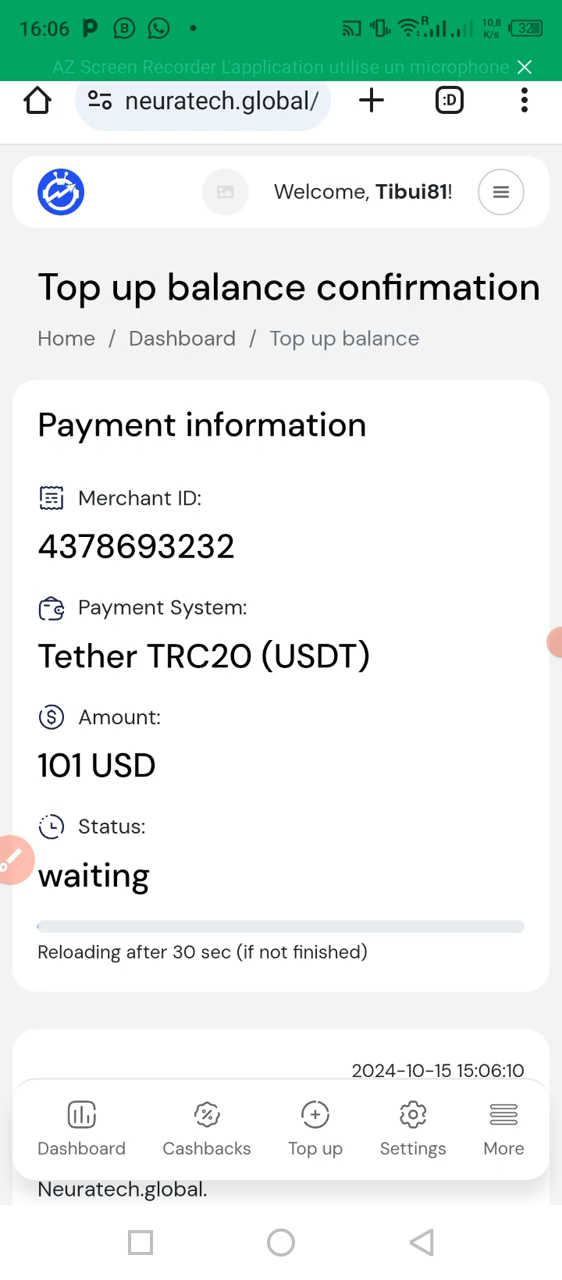 16:06
10,8
K/s
32
AZ Screen Recorder L'application utilise un microphone
neuratech.global/
:D
Welcome, Tibui81!
Top up balance confirmation
Home / Dashboard / Top up balance
Payment information
Merchant ID:
4378693232
Payment System:
Tether TRC20 (USDT)
Amount:
101 USD
Status:
waiting
Reloading after 30 sec (if not finished)
2024-10-15 15:06:10
Dashboard Cashbacks Top up Settings More
Neuratech.global.